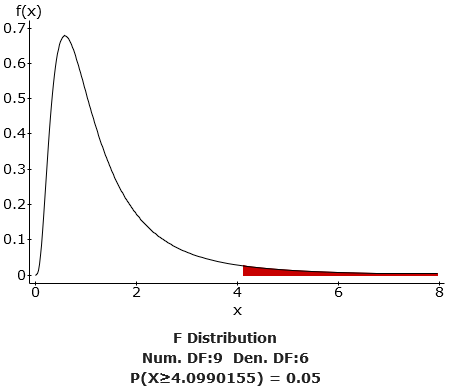 f(x)
0.7
0.6
0.5
0.4
0.3
0.2
0.1
0
0 2 4 6 8
x
F Distribution
Num. DF:9 Den. DF:6
P(X≥4.0990155) = 0.05